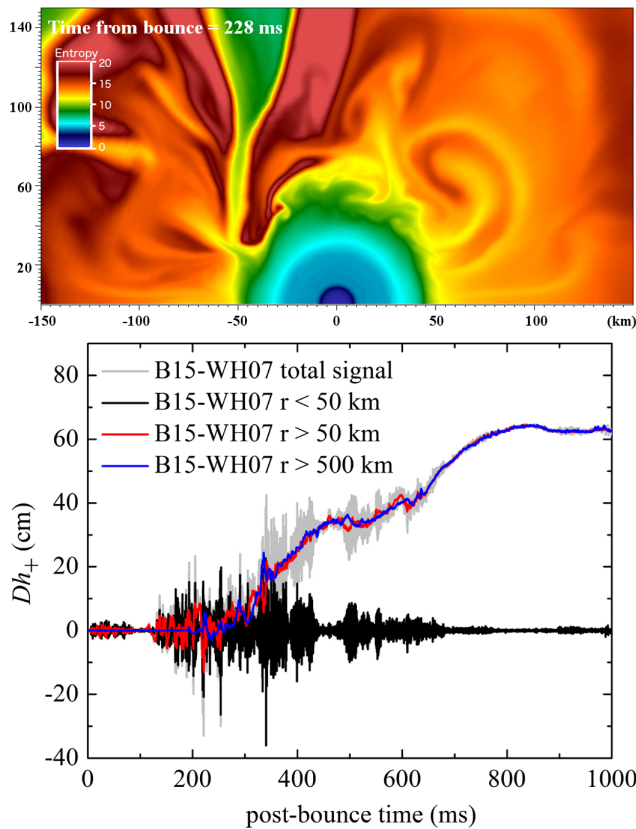 Time from bounce = 228 ms
Entropy
20
15
10
5
0
140
100
60
20
-150 -100 -50 0 50 100 (km)
B15-WH07 total signal
B15-WH07 r < 50 km
B15-WH07 r > 50 km
B15-WH07 r > 500 km
80
60
40
20
0
-20
-40
Dh+ (cm)
0 200 400 600 800 1000
post-bounce time (ms)